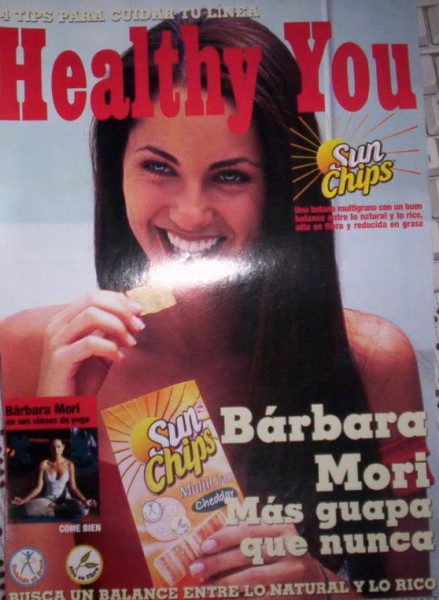 4 TIPS PARA CUIDAR TU LÍNEA
Healthy You
Sun
Chips
Una botana multigrano con un buen
balance entre lo natural y lo rico,
alta en fibra y reducida en grasa
Sun
Chips
Cheddar
Bárbara
Mori
Más guapa
que nunca
Bárbara Mori
en sus clases de yoga
COME BIEN
BUSCA UN BALANCE ENTRE LO NATURAL Y LO RICO